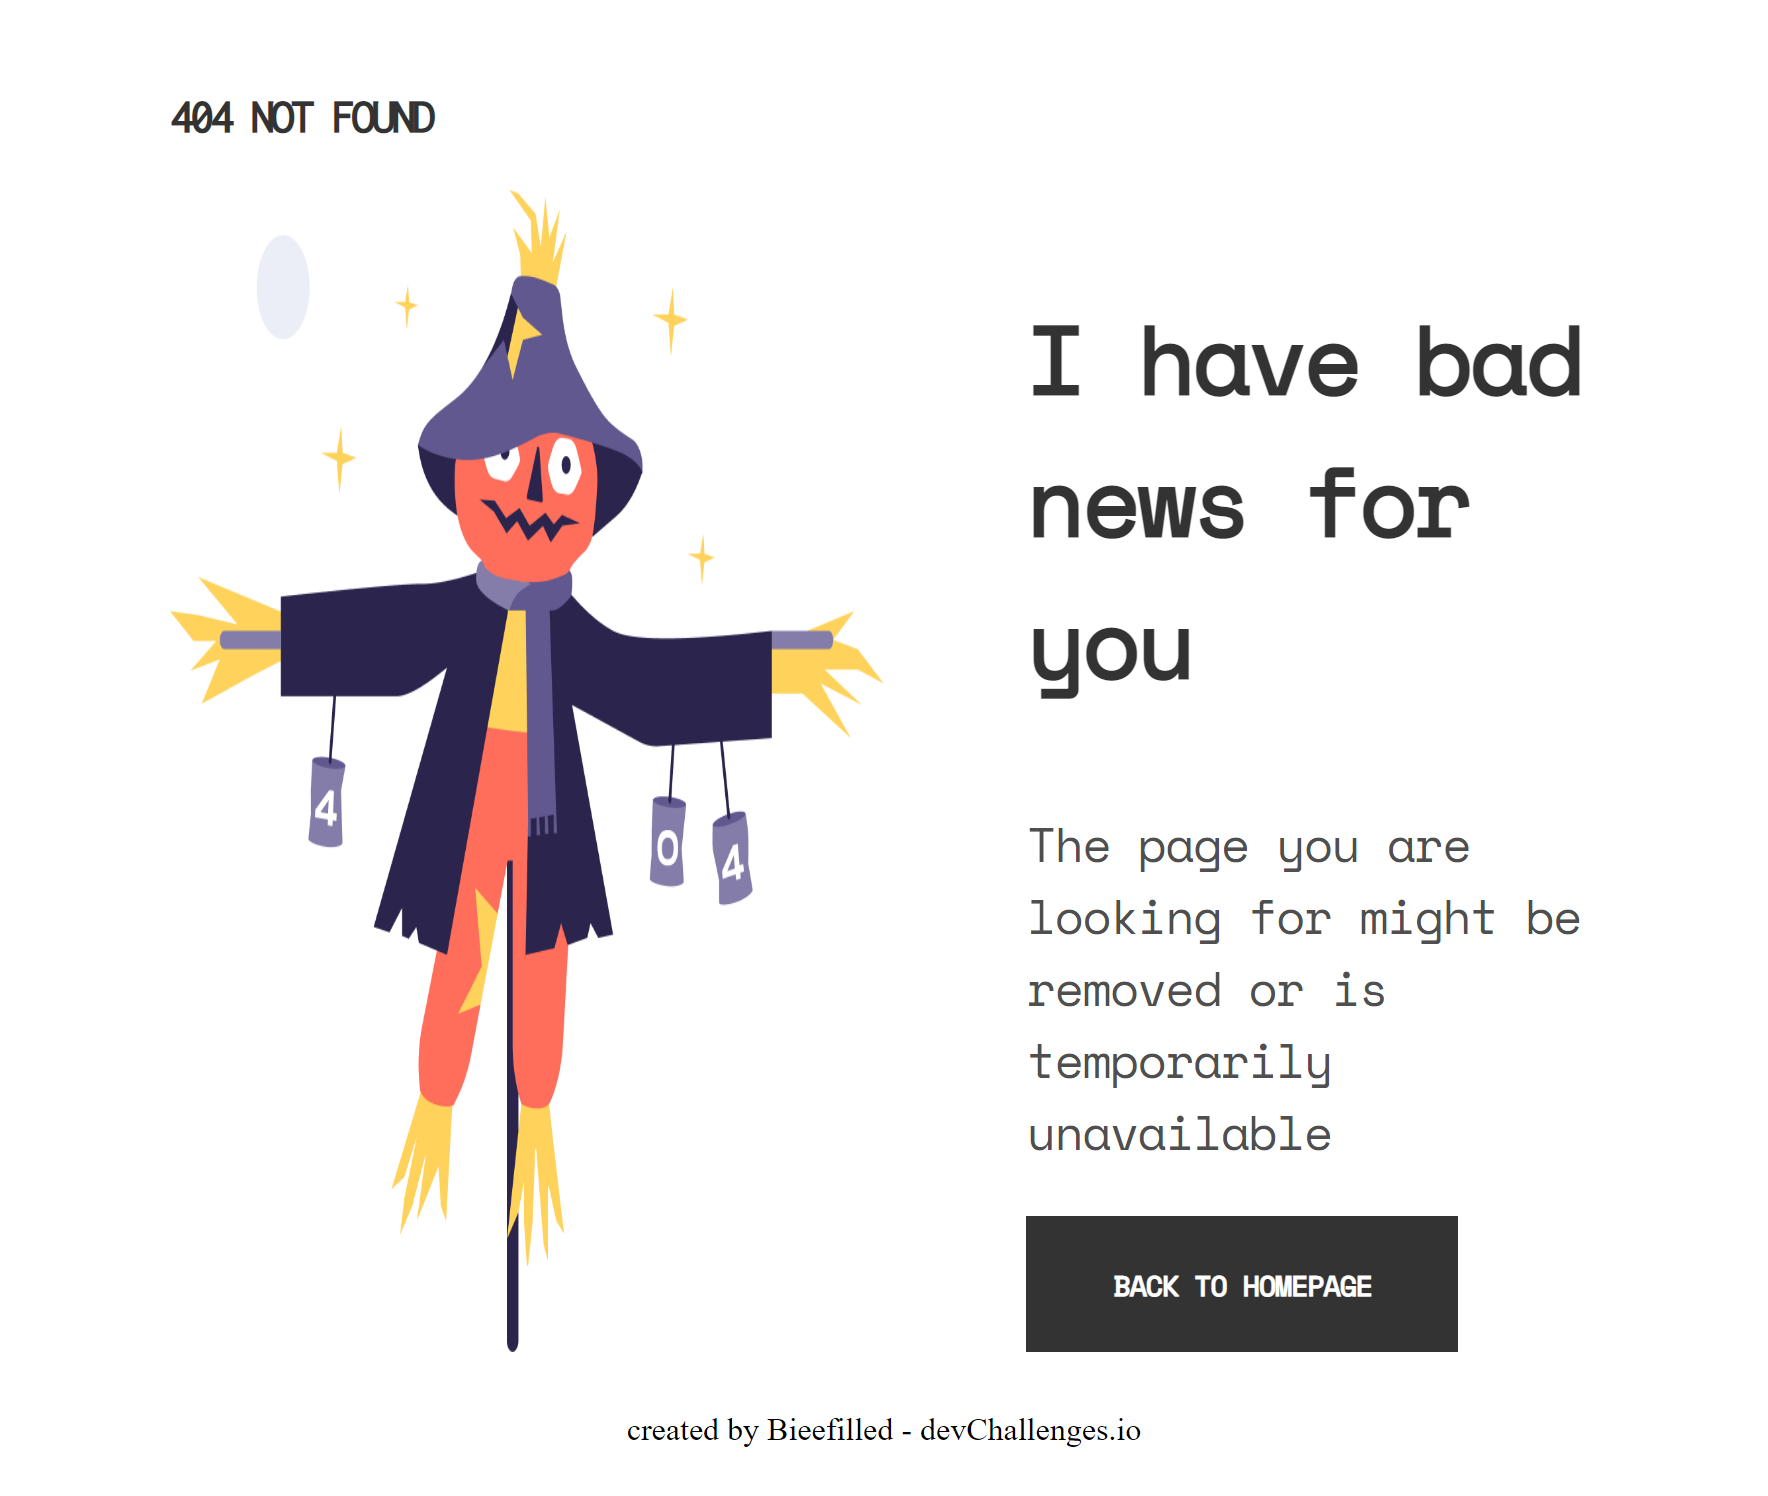 404 NOT FOUND
I have bad
news for
you
4
0
4
The page you are
looking for might be
removed or is
temporarily
unavailable
BACK TO HOMEPAGE
created by Bieefilled - devChallenges.io